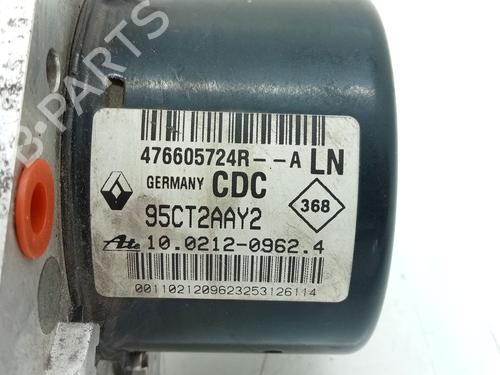 B-PARTS
476605724R--A LN
GERMANY CDC
368
95CT2AAY2
Ate 10.0212-0962.4
0011021209623253126114